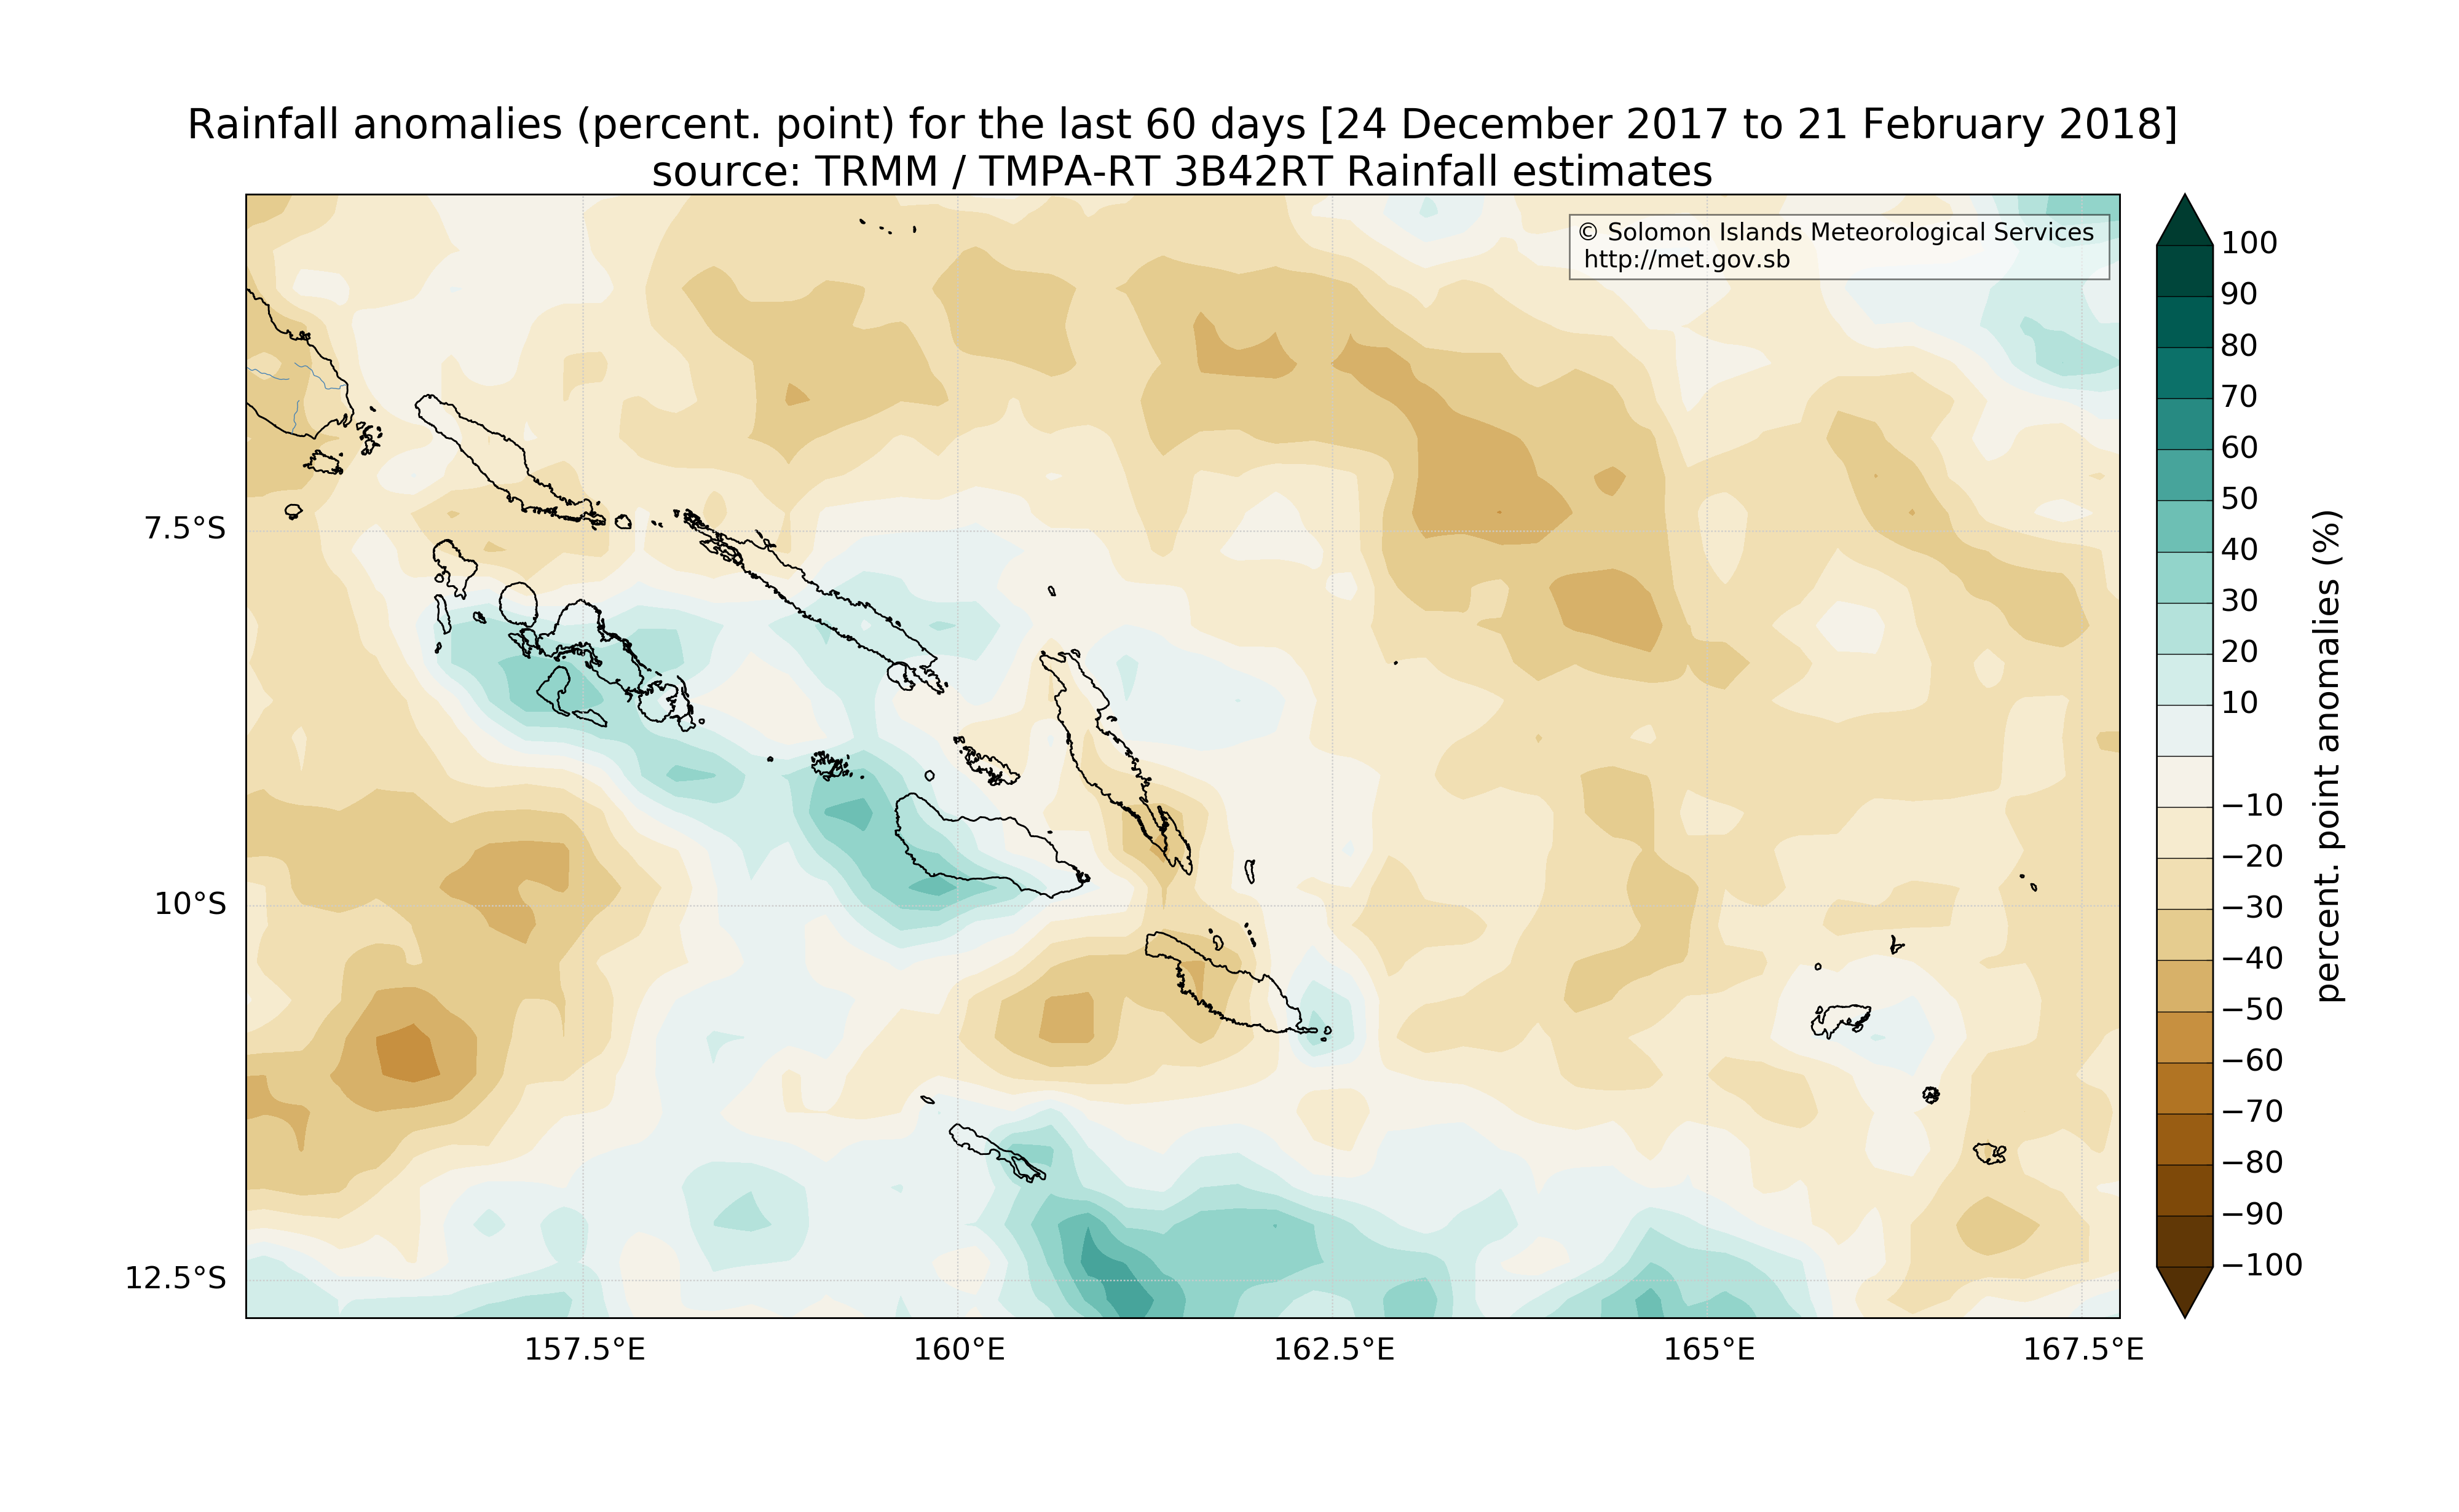 Rainfall anomalies (percent. point) for the last 60 days [24 December 2017 to 21 February 2018]
source: TRMM / TMPA-RT 3B42RT Rainfall estimates
© Solomon Islands Meteorological Services
http://met.gov.sb
7.5°S
10°S
12.5°S
157.5°E
160°E
162.5°E
165°E
167.5°E
100
90
80
70
60
50
40
30
20
10
−10
−20
−30
−40
−50
−60
−70
−80
−90
−100
percent. point anomalies (%)